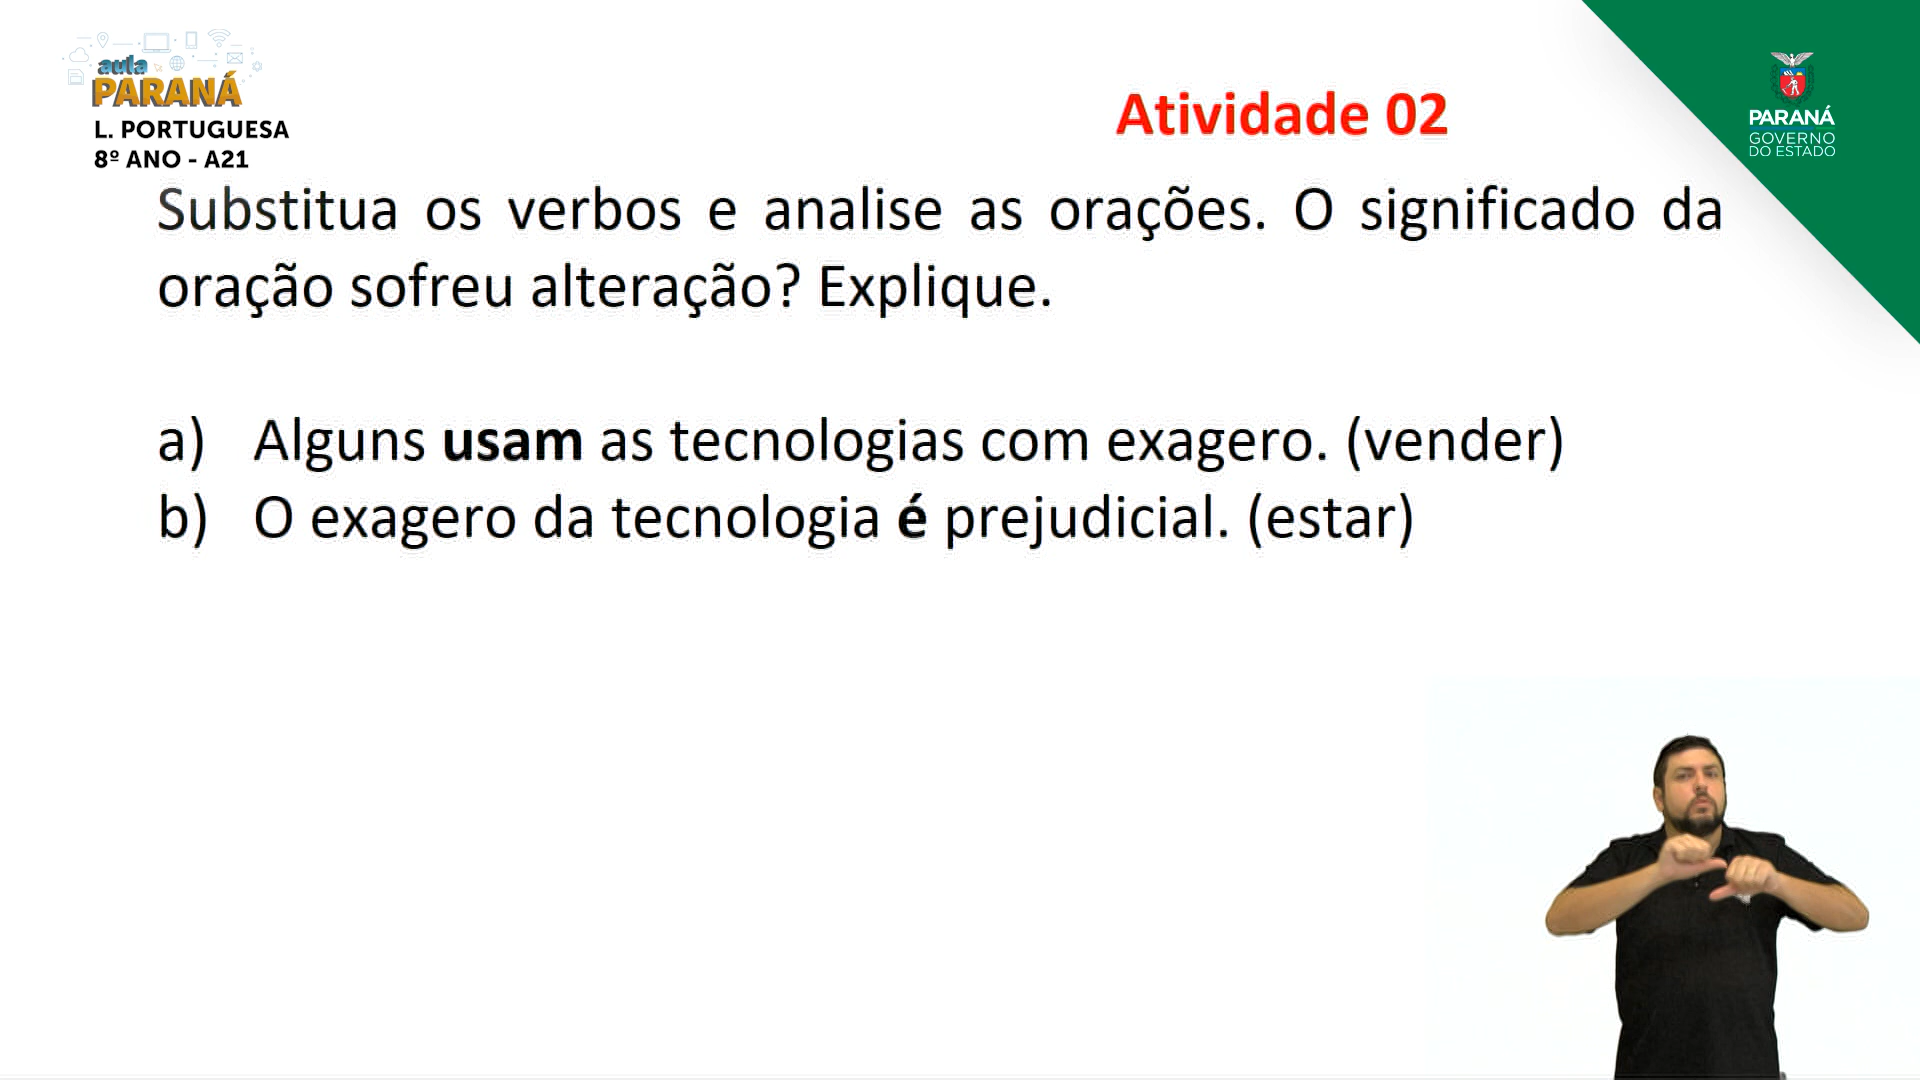 aula
PARANÁ
L. PORTUGUESA
8º ANO - A21
Atividade 02
PARANÁ
GOVERNO
DO ESTADO
Substitua os verbos e analise as orações. O significado da
oração sofreu alteração? Explique.
a) Alguns usam as tecnologias com exagero. (vender)
b) O exagero da tecnologia é prejudicial. (estar)